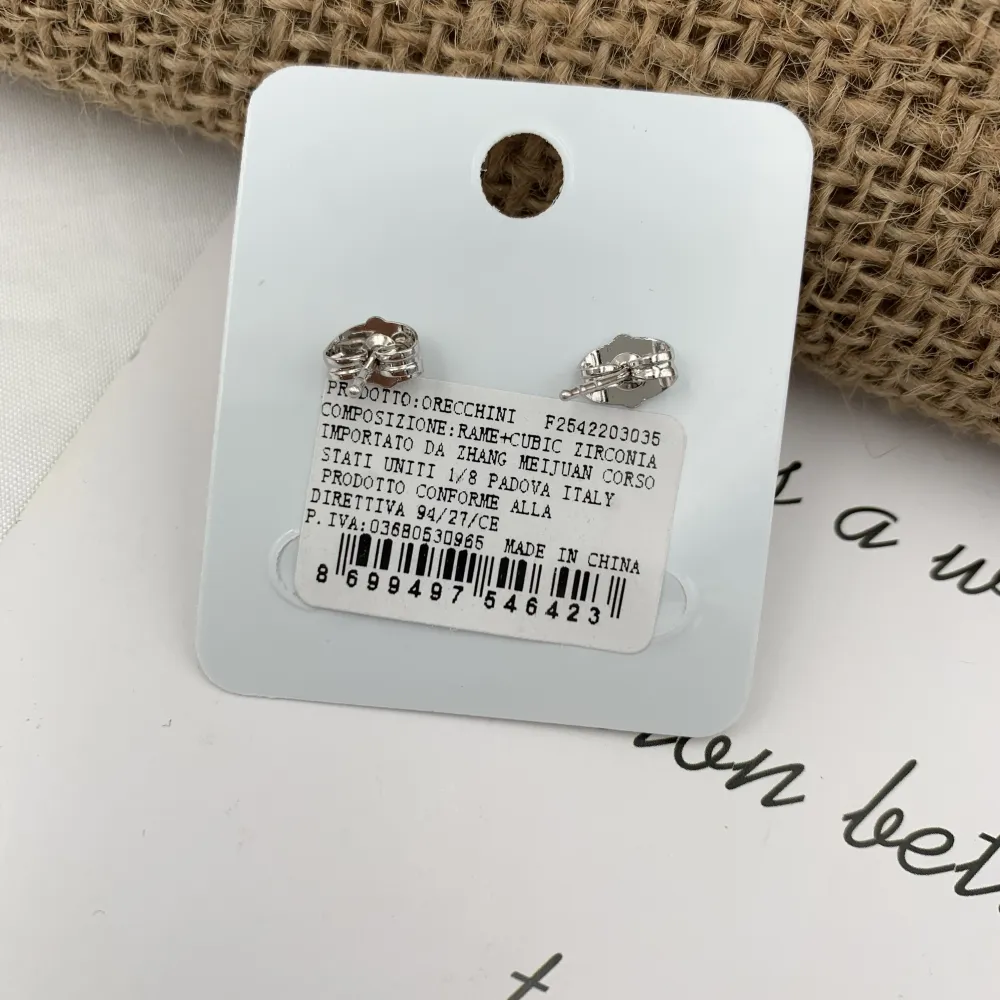 PRODOTTO:ORECCHINI F2542203035
COMPOSIZIONE:RAME+CUBIC ZIRCONIA
IMPORTATO DA ZHANG MEIJUAN CORSO
STATI UNITI 1/8 PADOVA ITALY
PRODOTTO CONFORME ALLA
DIRETTIVA 94/27/CE
P.IVA:03680530965 MADE IN CHINA
8 699497 546423
a